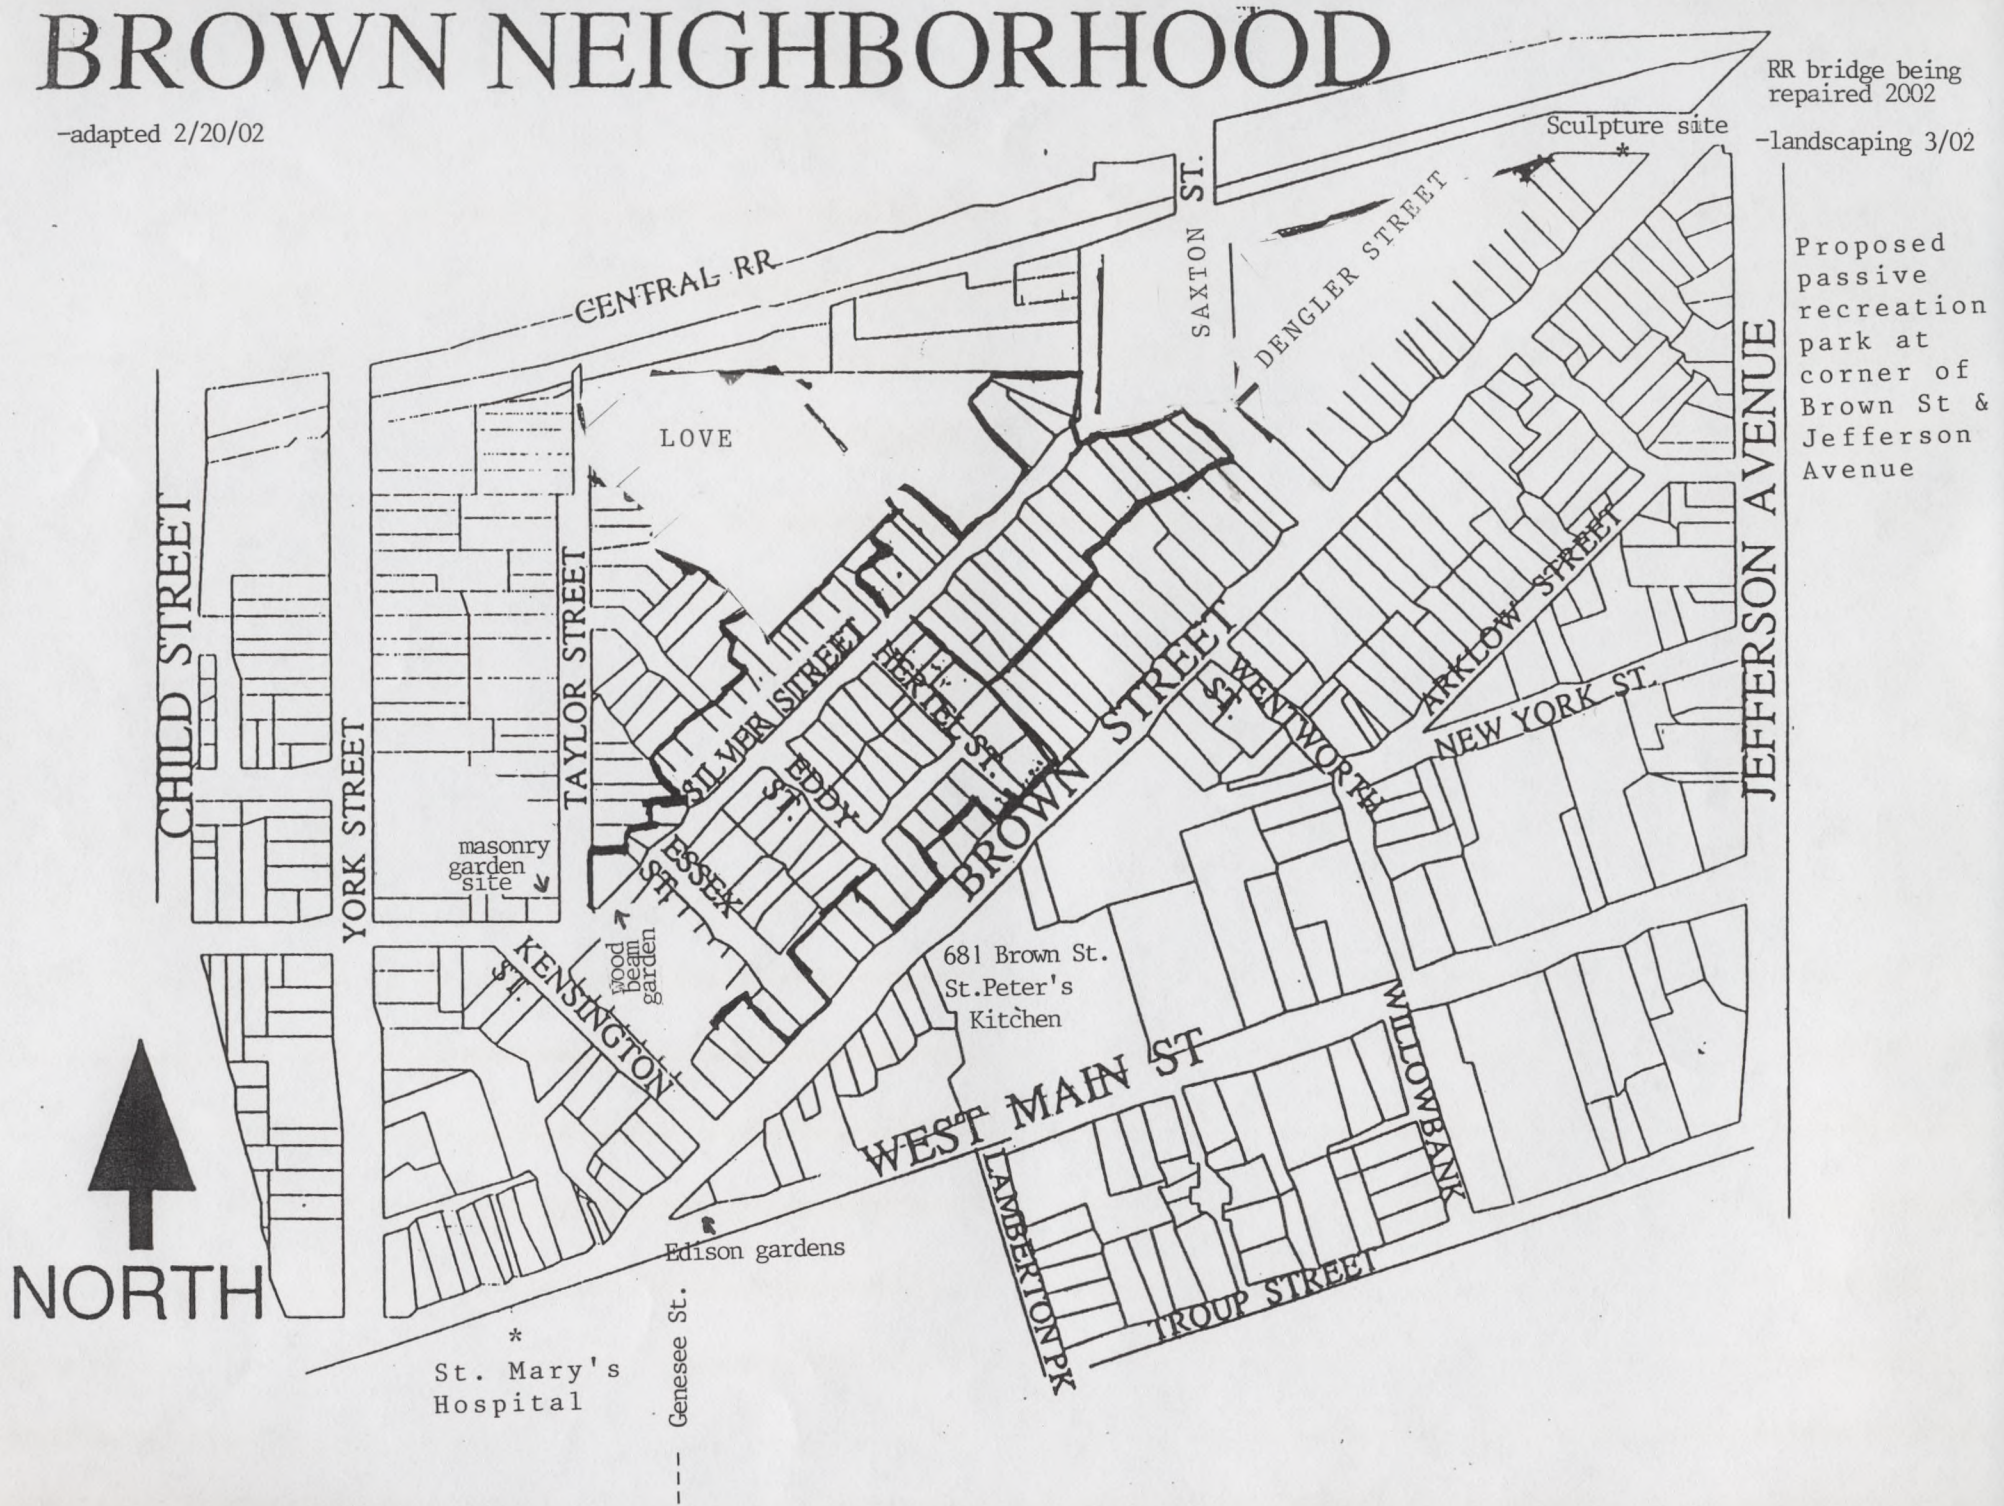 BROWN NEIGHBORHOOD
-adapted 2/20/02
RR bridge being
repaired 2002
Sculpture site
*
-landscaping 3/02
SAXTON ST.
CENTRAL RR
DENGLER STREET
Proposed
passive
recreation
park at
corner of
Brown St &
Jefferson
Avenue
LOVE
CHILD STREET
YORK STREET
TAYLOR STREET
SILVER STREET
HERTEL ST.
EDDY
ST.
ESSEX
ST.
BROWN STREET
WENTWORTH
ST.
ARKLOW STREET
NEW YORK ST.
JEFFERSON AVENUE
masonry
garden
site
wood
beam
garden
KENSINGTON
ST.
681 Brown St.
St.Peter's
Kitchen
WEST MAIN ST
WILLOWBANK
LAMBERTON PK
TROUP STREET
Edison gardens
Genesee St.
NORTH
*
St. Mary's
Hospital